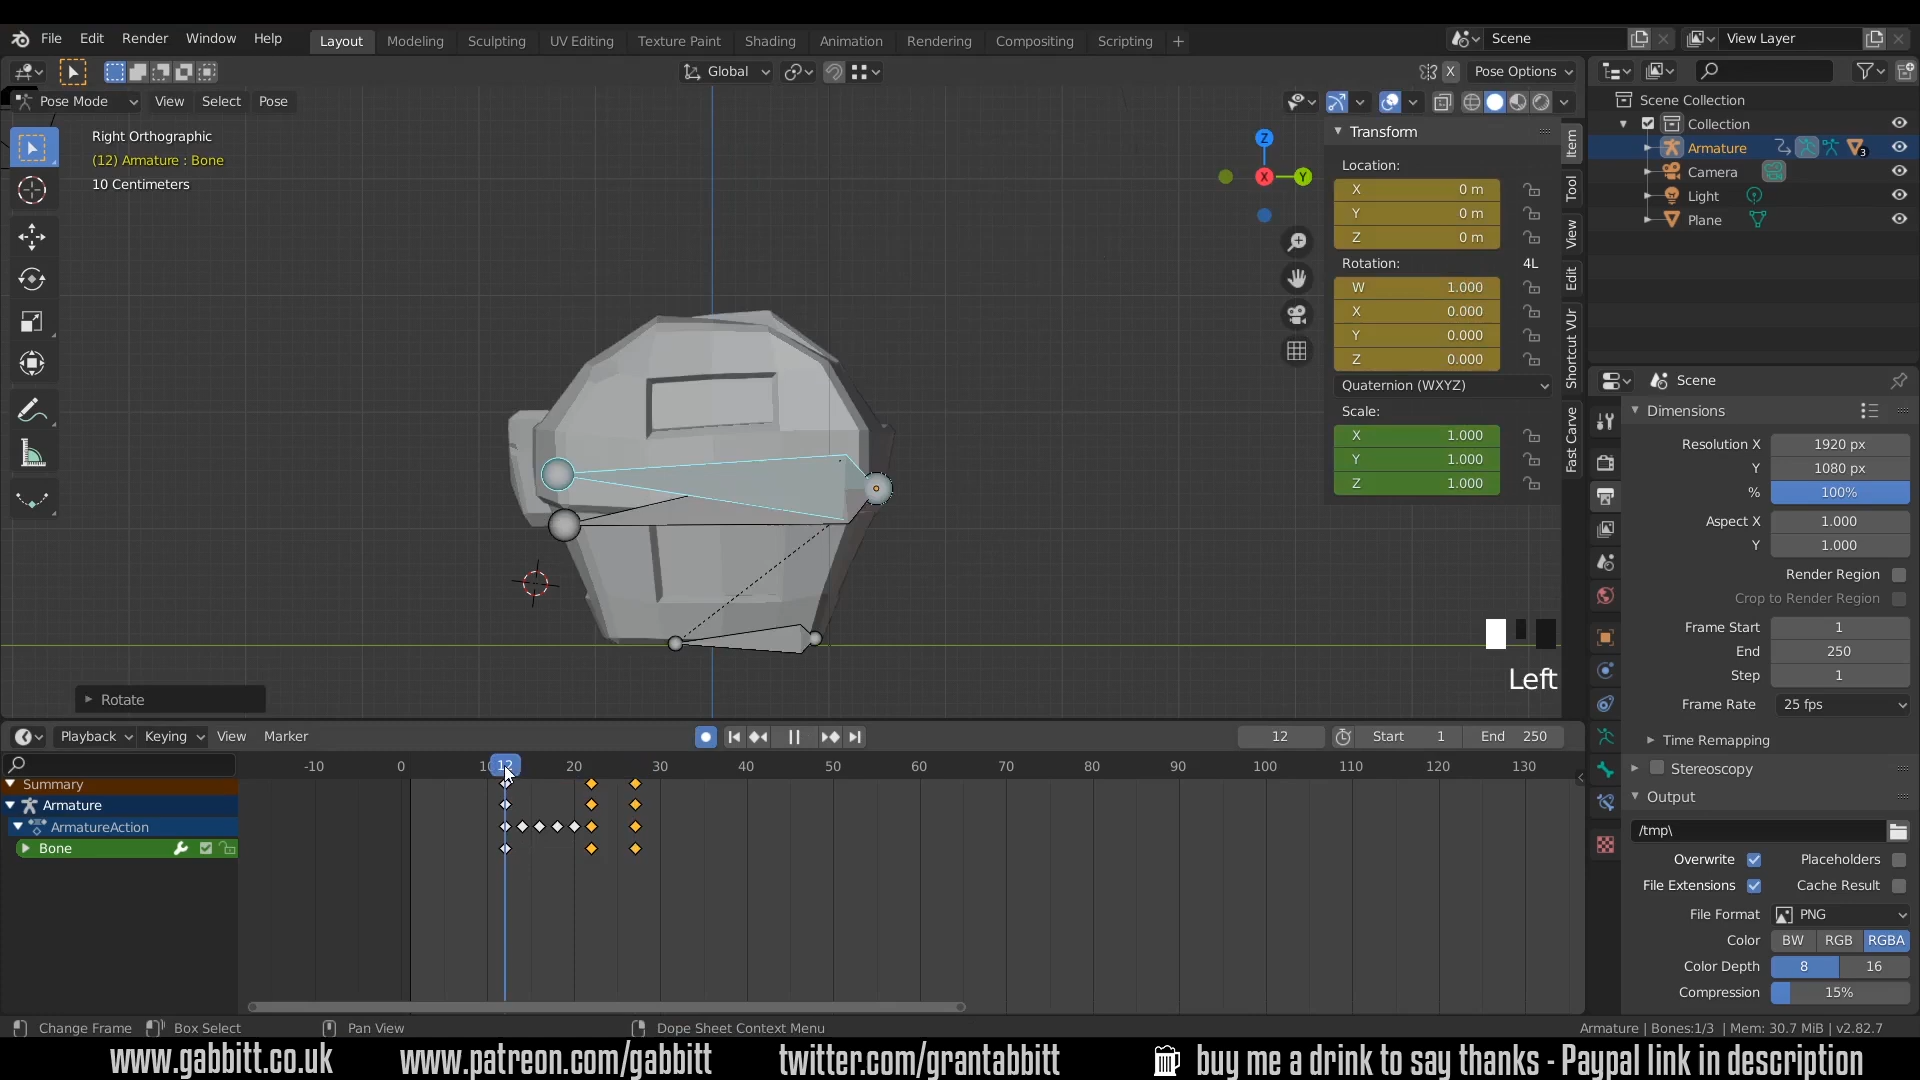 File Edit Render Window Help Layout Modeling Sculpting UV Editing Texture Paint Shading Animation Rendering Compositing Scripting + Scene View Layer
Global X Pose Options
Pose Mode View Select Pose
Right Orthographic
(12) Armature : Bone
10 Centimeters
Z
X
Y
Transform
Location:
X 0 m
Y 0 m
Z 0 m
Rotation: 4L
W 1.000
X 0.000
Y 0.000
Z 0.000
Quaternion (WXYZ)
Scale:
X 1.000
Y 1.000
Z 1.000
Item
Tool
View
Edit
Shortcut VUr
Fast Carve
Left
Rotate
Scene Collection
Collection
Armature 3
Camera
Light
Plane
Scene
Dimensions
Resolution X 1920 px
Y 1080 px
% 100%
Aspect X 1.000
Y 1.000
Render Region
Crop to Render Region
Frame Start 1
End 250
Step 1
Frame Rate 25 fps
Time Remapping
Stereoscopy
Output
/tmp\
Overwrite Placeholders
File Extensions Cache Result
File Format PNG
Color BW RGB RGBA
Color Depth 8 16
Compression 15%
Playback Keying View Marker 12 Start 1 End 250
-10 0 10 12 20 30 40 50 60 70 80 90 100 110 120 130
Summary
Armature
ArmatureAction
Bone
Change Frame Box Select Pan View Dope Sheet Context Menu Armature | Bones:1/3 | Mem: 30.7 MiB | v2.82.7
www.gabbitt.co.uk www.patreon.com/gabbitt twitter.com/grantabbitt buy me a drink to say thanks - Paypal link in description